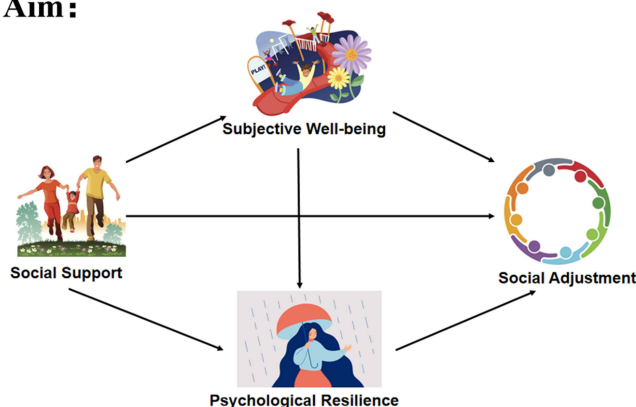 Aim:
PLAY!
Subjective Well-being
Social Support
Social Adjustment
Psychological Resilience